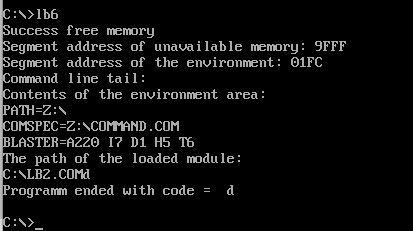 C:\>lb6
Success free memory
Segment address of unavailable memory: 9FFF
Segment address of the environment: 01FC
Command line tail:
Contents of the environment area:
PATH=Z:\
COMSPEC=Z:\COMMAND.COM
BLASTER=A220 I7 D1 H5 T6
The path of the loaded module:
C:\LB2.COMd
Programm ended with code =  d

C:\>_